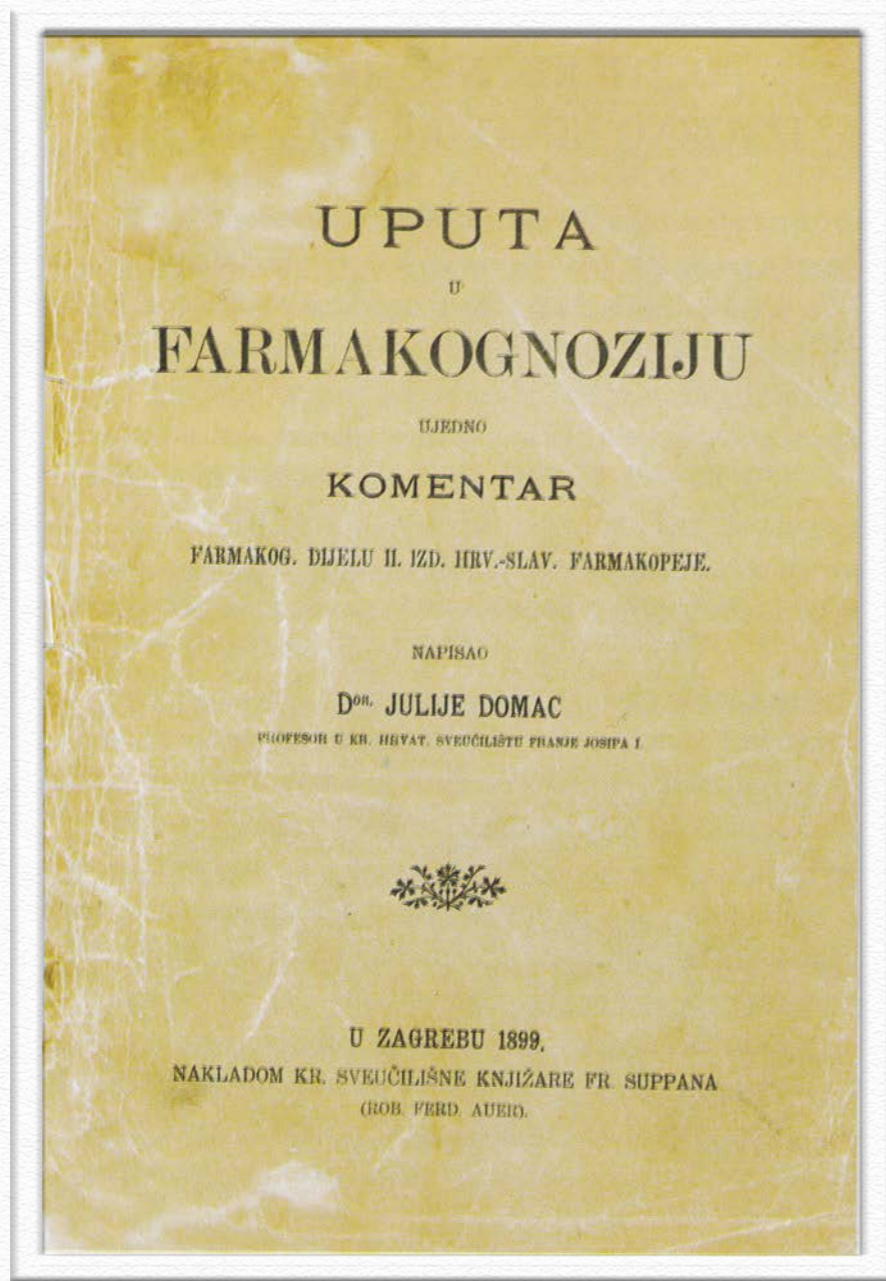 UPUTA
U
FARMAKOGNOZIJU
UJEDNO
KOMENTAR
FARMAKOG. DIJELU II. IZD. HRV.-SLAV. FARMAKOPEJE.
NAPISAO
DOR. JULIJE DOMAC
PROFESOR U KR. HRVAT. SVEUČILIŠTU FRANJE JOSIPA I.
U ZAGREBU 1899.
NAKLADOM KR. SVEUČILIŠNE KNJIŽARE FR. SUPPANA
(ROB. FERD. AUER).